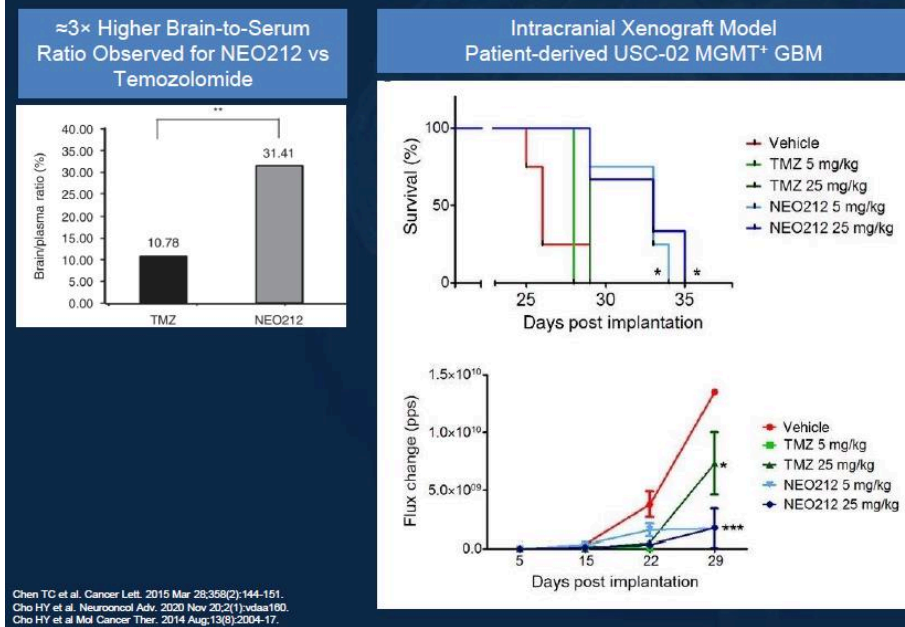 ≈3× Higher Brain-to-Serum
Ratio Observed for NEO212 vs
Temozolomide
**
Brain/plasma ratio (%)
40.00
35.00
30.00
25.00
20.00
15.00
10.00
5.00
0.00
10.78
31.41
TMZ
NEO212
Intracranial Xenograft Model
Patient-derived USC-02 MGMT⁺ GBM
Survival (%)
100
50
0
25
30
35
Days post implantation
*
*
Vehicle
TMZ 5 mg/kg
TMZ 25 mg/kg
NEO212 5 mg/kg
NEO212 25 mg/kg
Flux change (pps)
1.5×10¹⁰
1.0×10¹⁰
5.0×10⁰⁹
0.0
5
15
22
29
Days post implantation
*
***
Vehicle
TMZ 5 mg/kg
TMZ 25 mg/kg
NEO212 5 mg/kg
NEO212 25 mg/kg
Chen TC et al. Cancer Lett. 2015 Mar 28;358(2):144-151.
Cho HY et al. Neurooncol Adv. 2020 Nov 20;2(1):vdaa160.
Cho HY et al Mol Cancer Ther. 2014 Aug;13(8):2004-17.